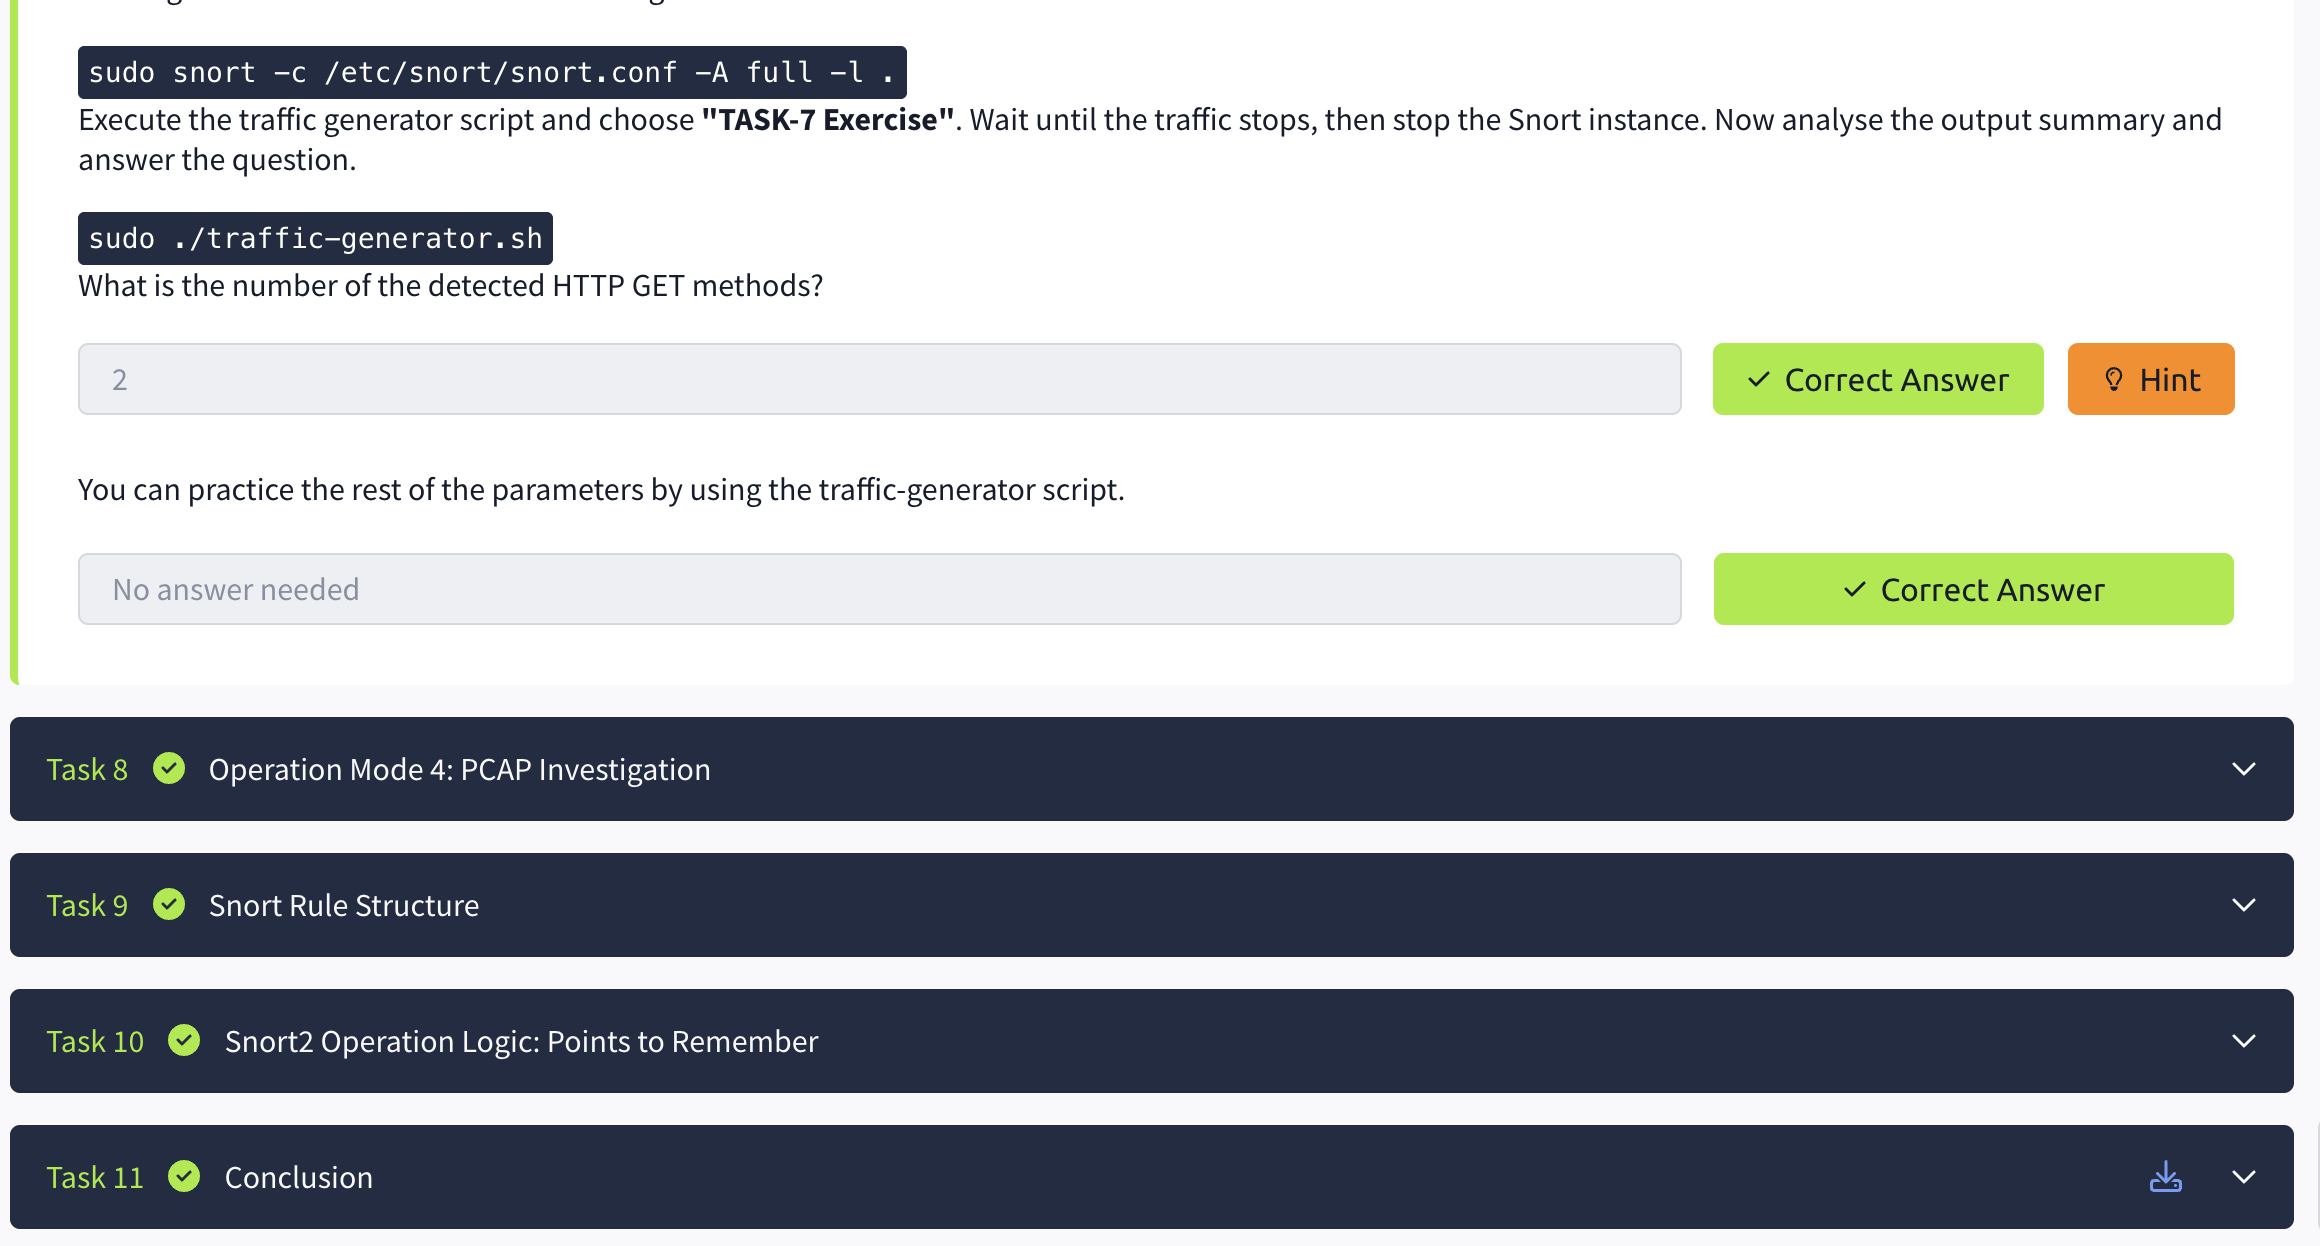 sudo snort -c /etc/snort/snort.conf -A full -l .
Execute the traffic generator script and choose "TASK-7 Exercise". Wait until the traffic stops, then stop the Snort instance. Now analyse the output summary and
answer the question.
sudo ./traffic-generator.sh
What is the number of the detected HTTP GET methods?
2
Correct Answer
Hint
You can practice the rest of the parameters by using the traffic-generator script.
No answer needed
Correct Answer
Task 8 Operation Mode 4: PCAP Investigation
Task 9 Snort Rule Structure
Task 10 Snort2 Operation Logic: Points to Remember
Task 11 Conclusion